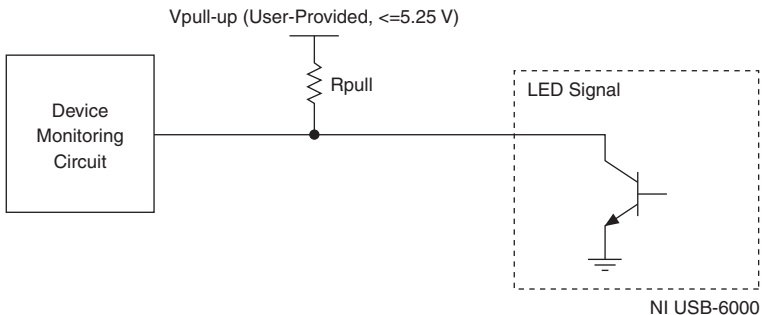 Vpull-up (User-Provided, <=5.25 V)
Rpull
Device
Monitoring
Circuit
LED Signal
NI USB-6000